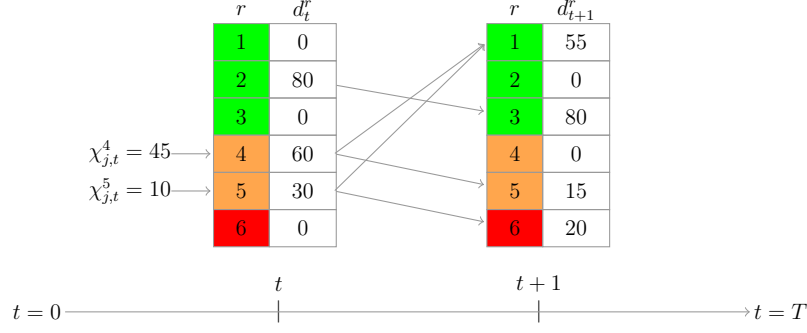 r d_t^r r d_{t+1}^r
1 0 1 55
2 80 2 0
3 0 3 80
χ_{j,t}^4 = 45 4 60 4 0
χ_{j,t}^5 = 10 5 30 5 15
6 0 6 20
t t + 1
t = 0 t = T